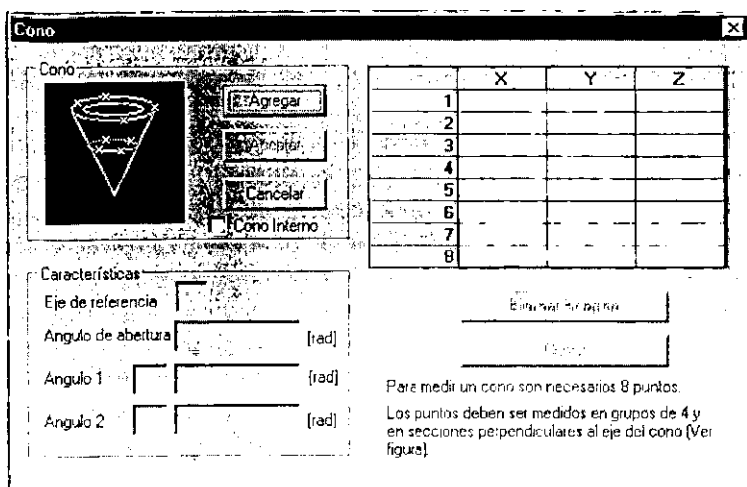 Cono
Cono
Agregar
Aceptar
Cancelar
Cono Interno
X Y Z
1
2
3
4
5
6
7
8
Características
Eje de referencia
Angulo de abertura [rad]
Angulo 1 [rad]
Angulo 2 [rad]
Eliminar
Para medir un cono son necesarios 8 puntos.
Los puntos deben ser medidos en grupos de 4 y
en secciones perpendiculares al eje del cono (Ver
figura).